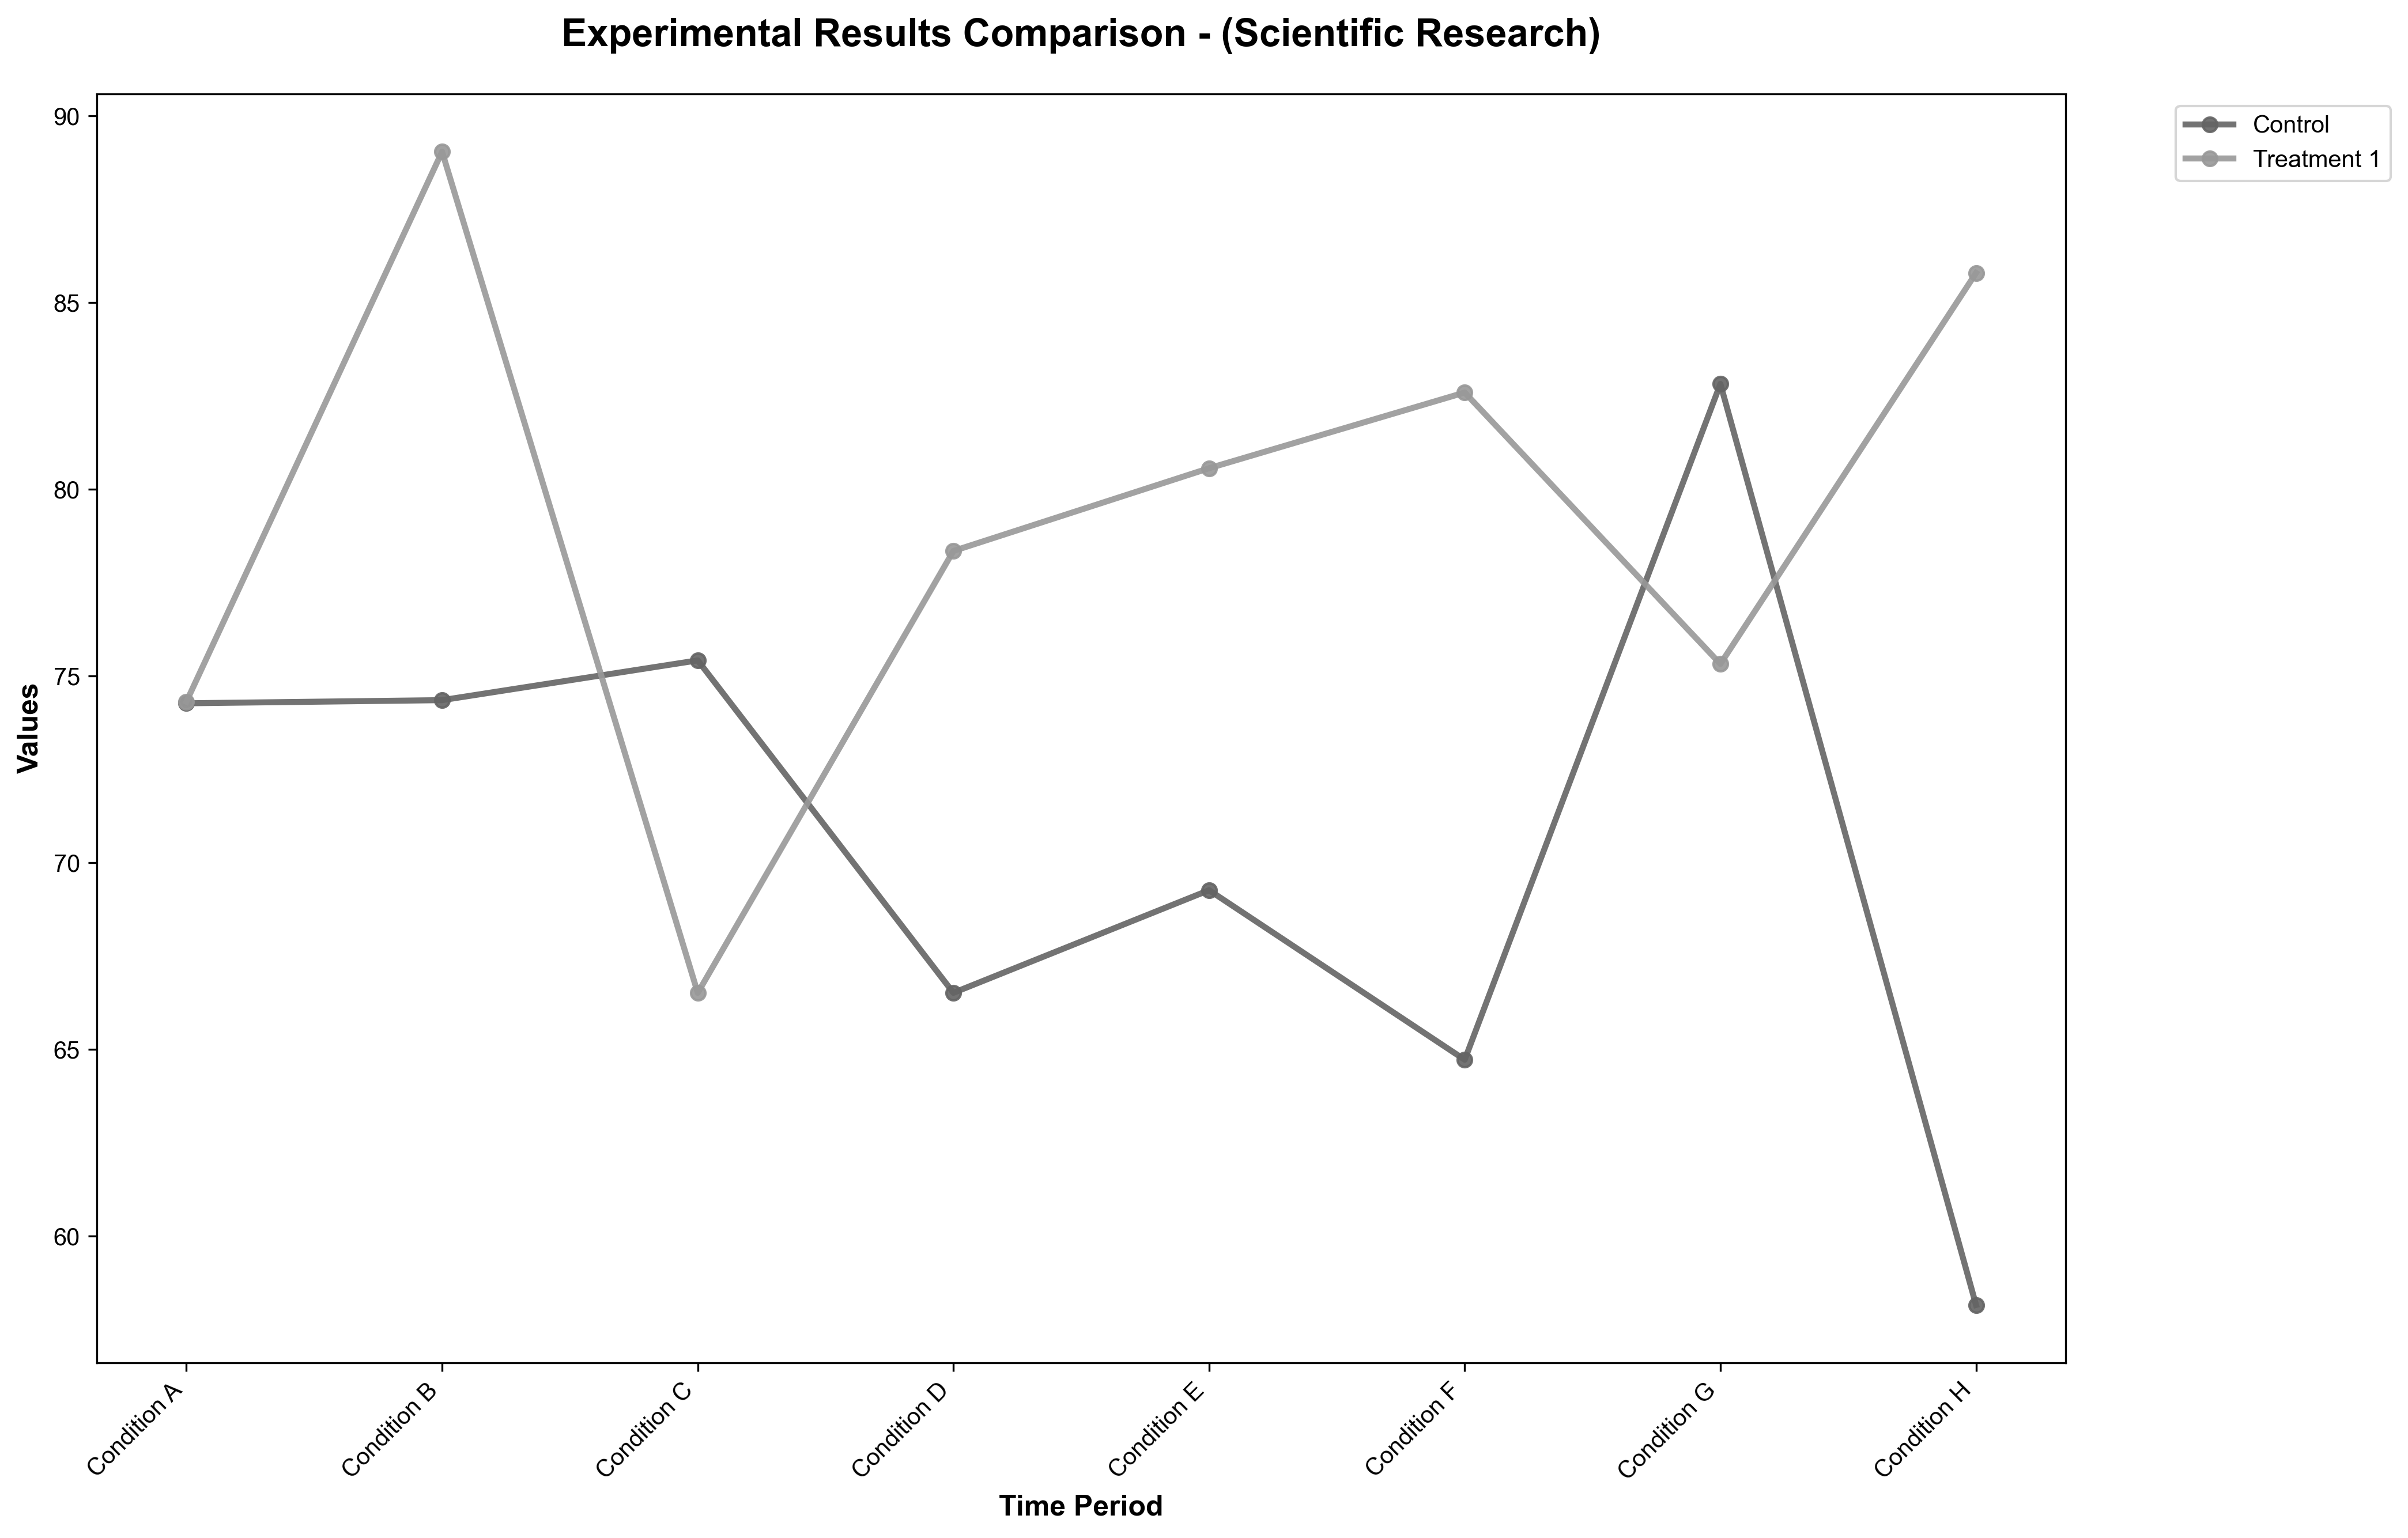 Experimental Results Comparison - (Scientific Research)
Control
Treatment 1
Values
90
85
80
75
70
65
60
Condition A
Condition B
Condition C
Condition D
Condition E
Condition F
Condition G
Condition H
Time Period